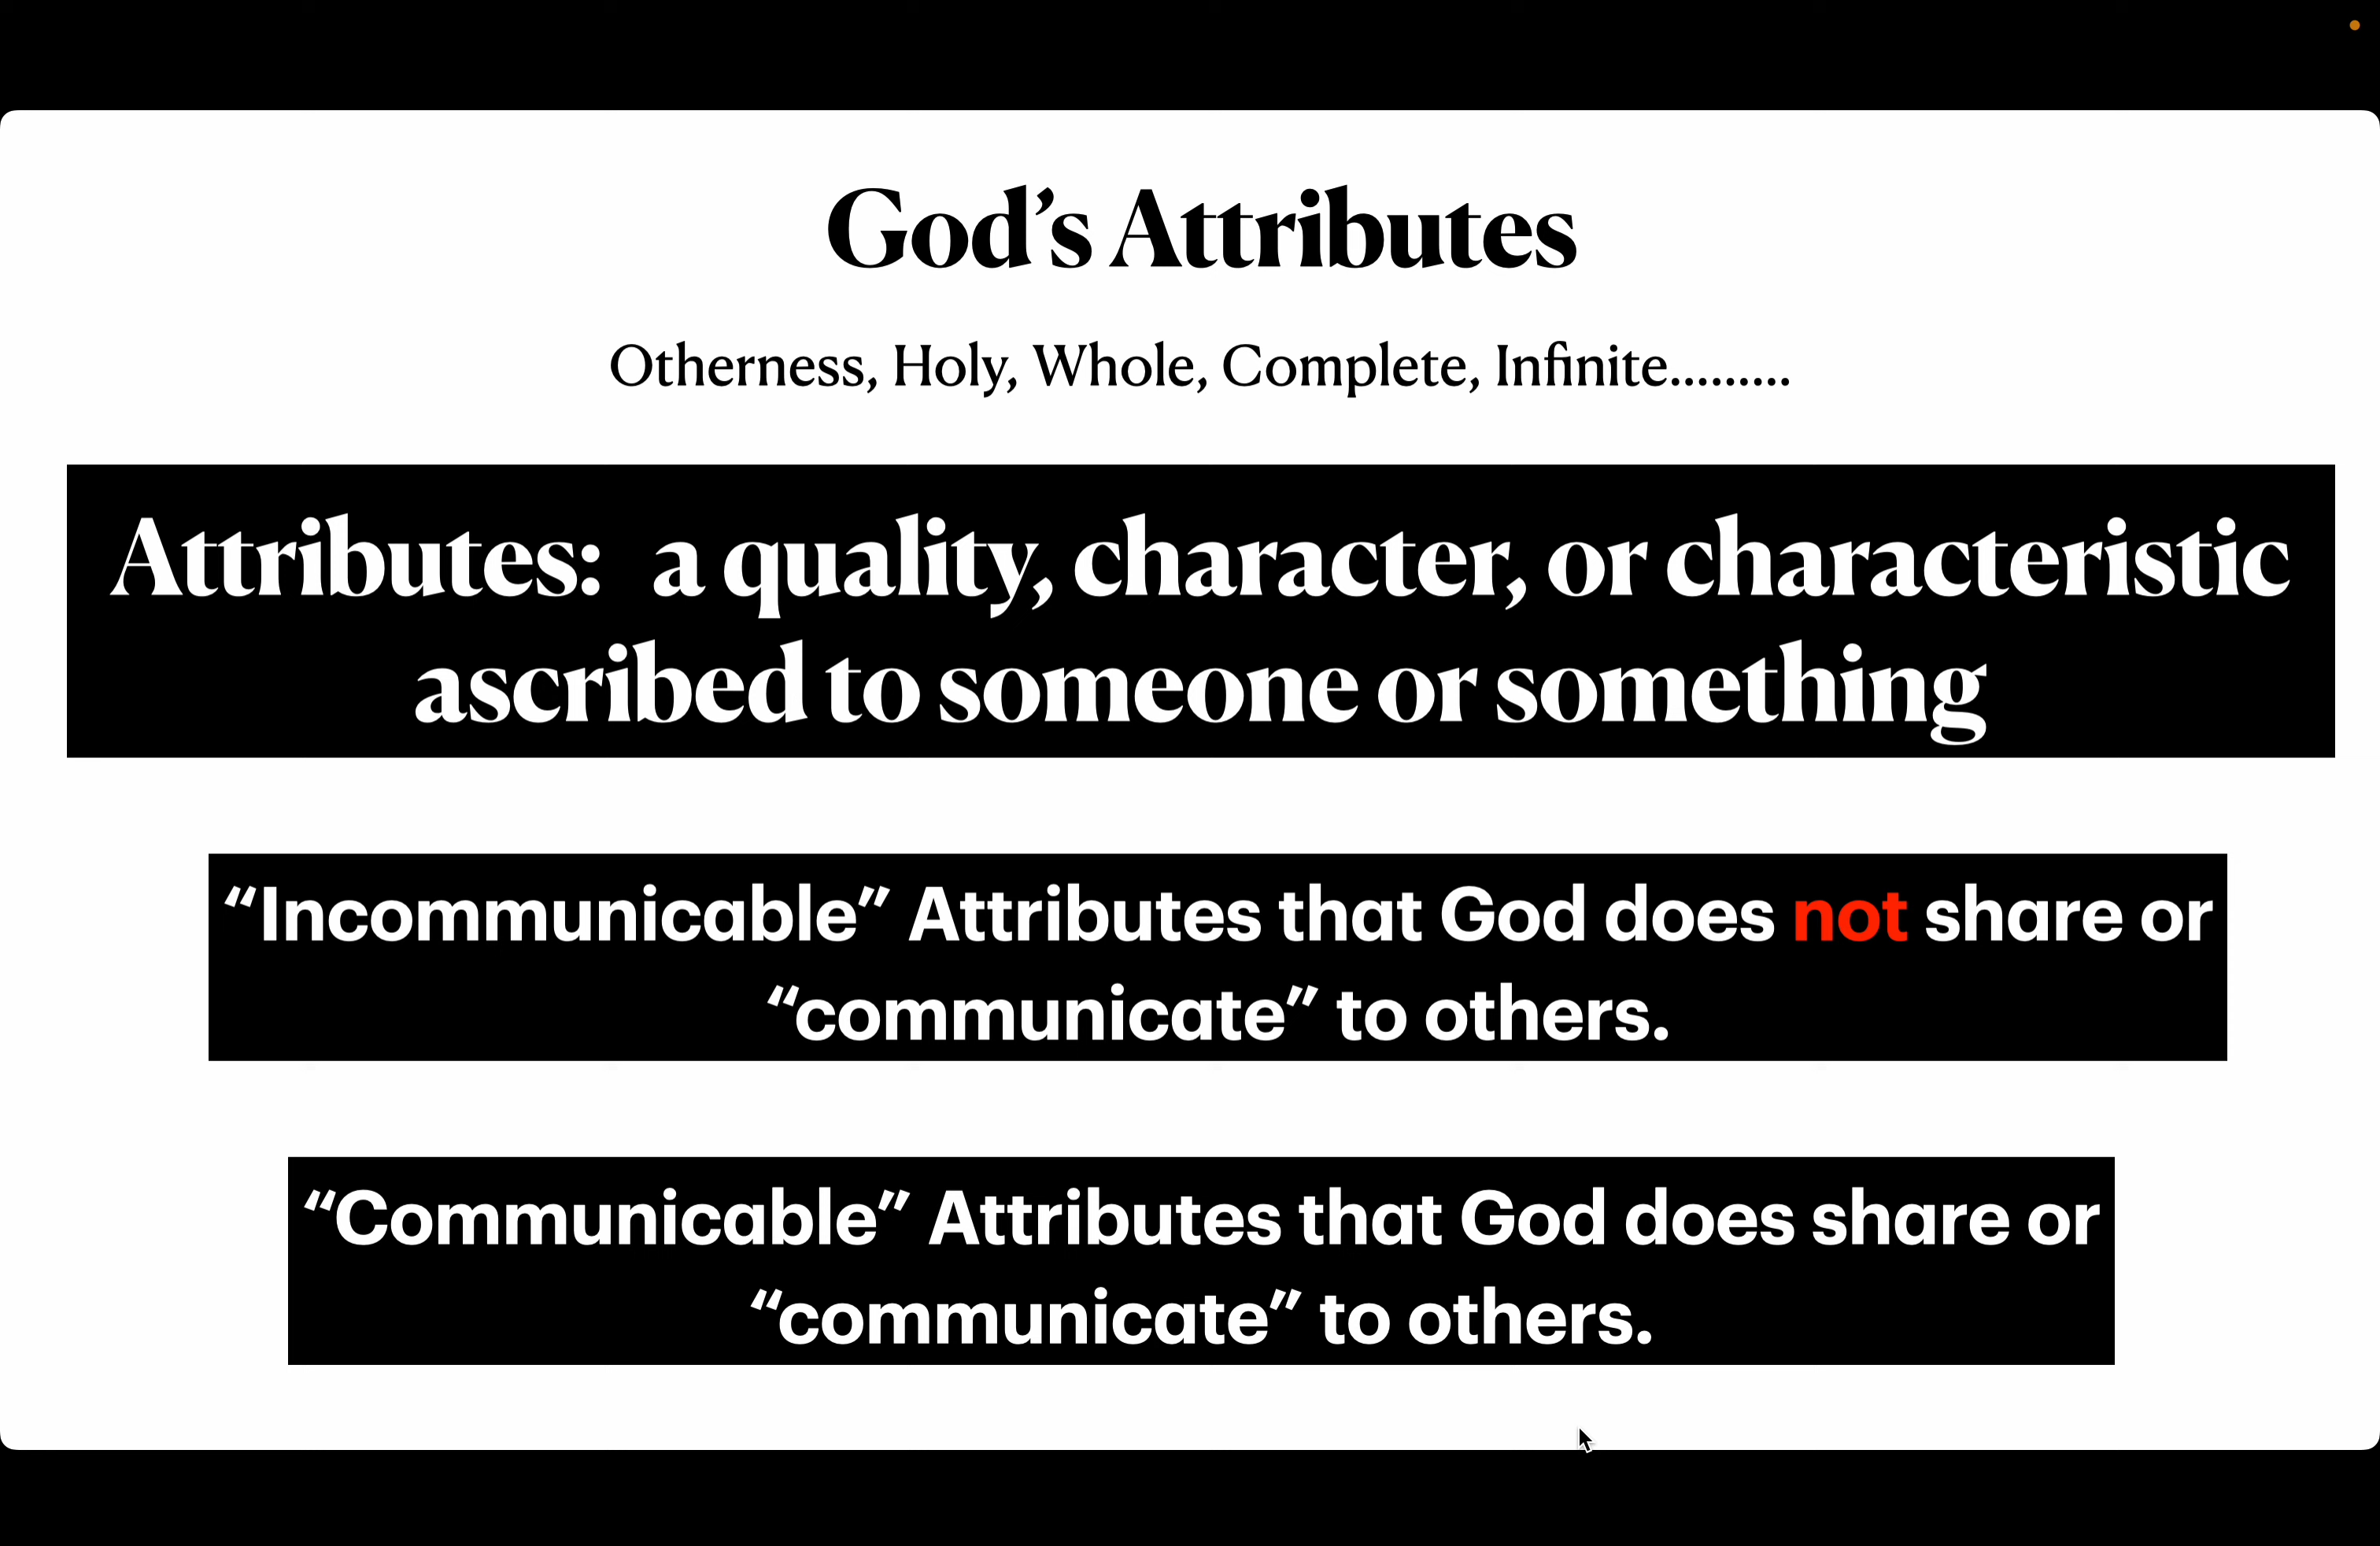 God's Attributes
Otherness, Holy, Whole, Complete, Infinite.........
Attributes:  a quality, character, or characteristic
ascribed to someone or something
“Incommunicable” Attributes that God does not share or
“communicate” to others.
“Communicable” Attributes that God does share or
“communicate” to others.